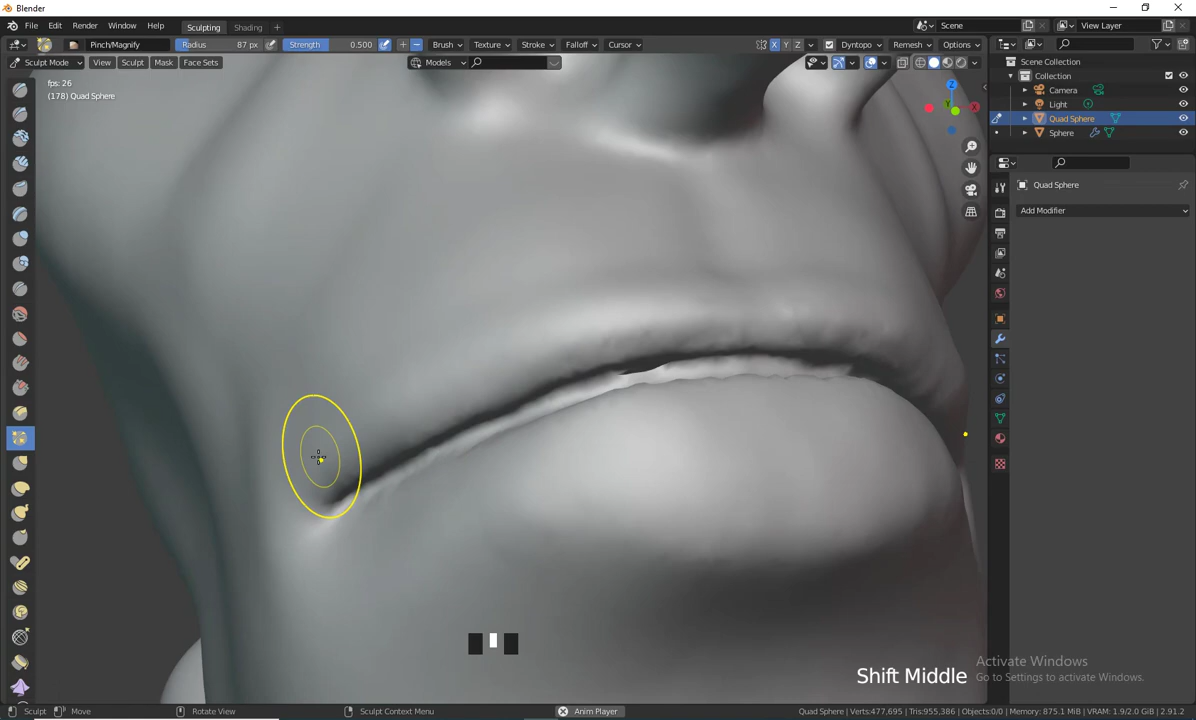 Blender
File Edit Render Window Help Sculpting Shading + Scene View Layer
Pinch/Magnify Radius 87 px Strength 0.500 Brush Texture Stroke Falloff Cursor X Y Z Dyntopo Remesh Options
Sculpt Mode View Sculpt Mask Face Sets Models
fps: 26
(178) Quad Sphere
Z
Y
X
Scene Collection
Collection
Camera
Light
Quad Sphere
Sphere
Quad Sphere
Add Modifier
Shift Middle
Activate Windows
Go to Settings to activate Windows.
Sculpt Move Rotate View Sculpt Context Menu Anim Player Quad Sphere | Verts:477,695 | Tris:955,386 | Objects:0/0 | Memory: 875.1 MiB | VRAM: 1.9/2.0 GiB | 2.91.2